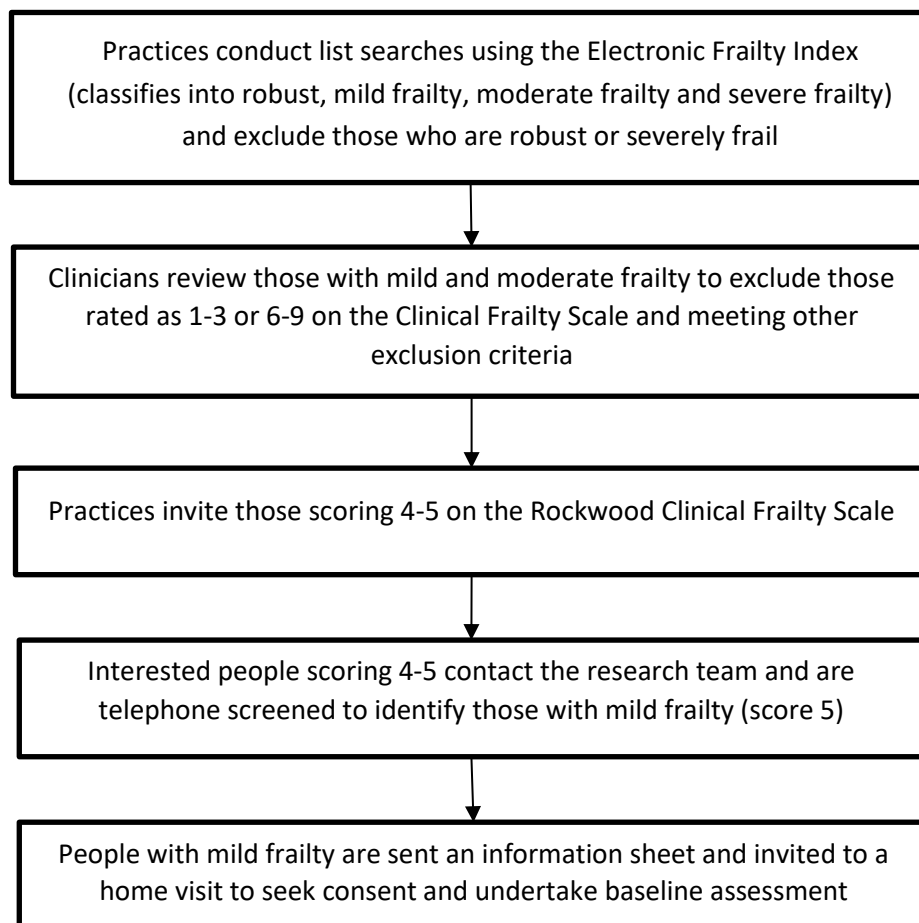 Practices conduct list searches using the Electronic Frailty Index
(classifies into robust, mild frailty, moderate frailty and severe frailty)
and exclude those who are robust or severely frail
Clinicians review those with mild and moderate frailty to exclude those
rated as 1-3 or 6-9 on the Clinical Frailty Scale and meeting other
exclusion criteria
Practices invite those scoring 4-5 on the Rockwood Clinical Frailty Scale
Interested people scoring 4-5 contact the research team and are
telephone screened to identify those with mild frailty (score 5)
People with mild frailty are sent an information sheet and invited to a
home visit to seek consent and undertake baseline assessment